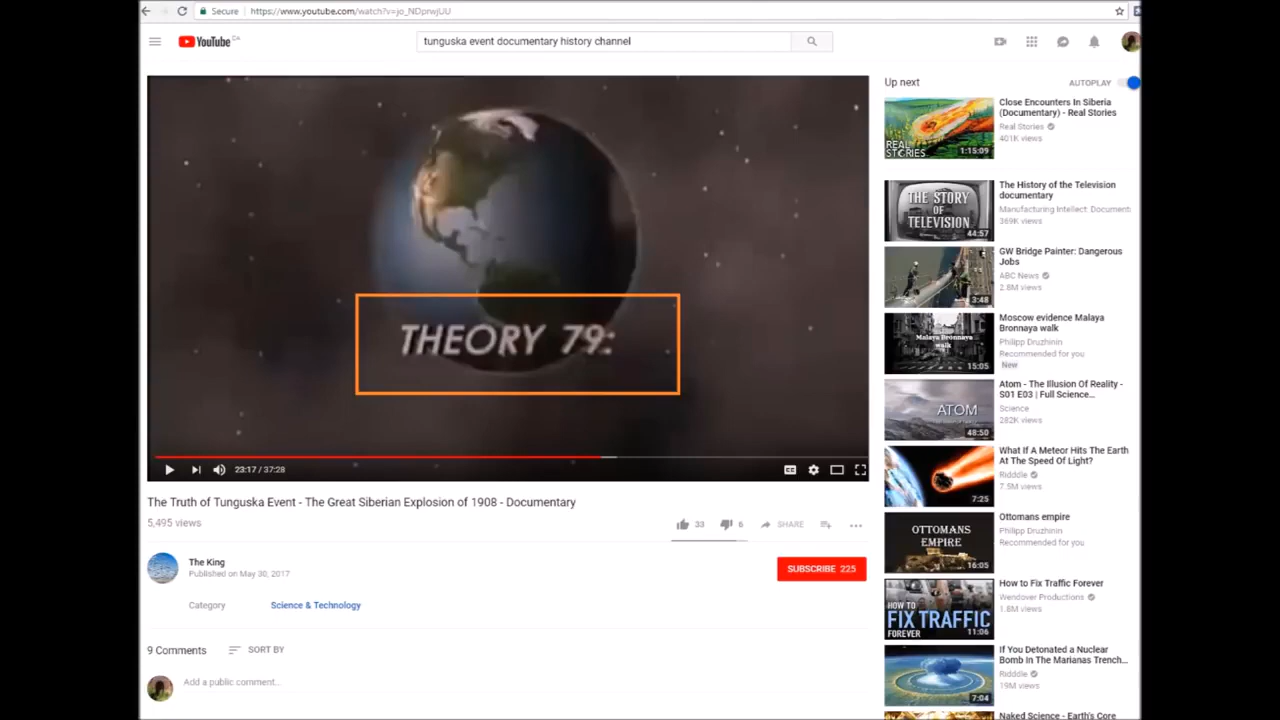 Secure https://www.youtube.com/watch?v=jo_NDprwjUU
YouTube CA
tunguska event documentary history channel
THEORY 79:
23:17 / 37:28
The Truth of Tunguska Event - The Great Siberian Explosion of 1908 - Documentary
5,495 views
33 6 SHARE
The King
Published on May 30, 2017
SUBSCRIBE 225
Category Science & Technology
9 Comments SORT BY
Add a public comment...
Up next AUTOPLAY
REAL STORIES
1:15:09
Close Encounters In Siberia
(Documentary) - Real Stories
Real Stories
401K views
THE STORY
OF
TELEVISION
44:57
The History of the Television
documentary
Manufacturing Intellect: Document:
369K views
3:48
GW Bridge Painter: Dangerous
Jobs
ABC News
2.8M views
Malaya Bronnaya
walk
15:05
Moscow evidence Malaya
Bronnaya walk
Philipp Druzhinin
Recommended for you
New
ATOM
48:50
Atom - The Illusion Of Reality -
S01 E03 | Full Science...
Science
282K views
7:25
What If A Meteor Hits The Earth
At The Speed Of Light?
Ridddle
7.5M views
OTTOMANS
EMPIRE
16:05
Ottomans empire
Philipp Druzhinin
Recommended for you
HOW TO
FIX TRAFFIC
FOREVER
11:06
How to Fix Traffic Forever
Wendover Productions
1.8M views
7:04
If You Detonated a Nuclear
Bomb In The Marianas Trench...
Ridddle
19M views
Naked Science - Earth's Core